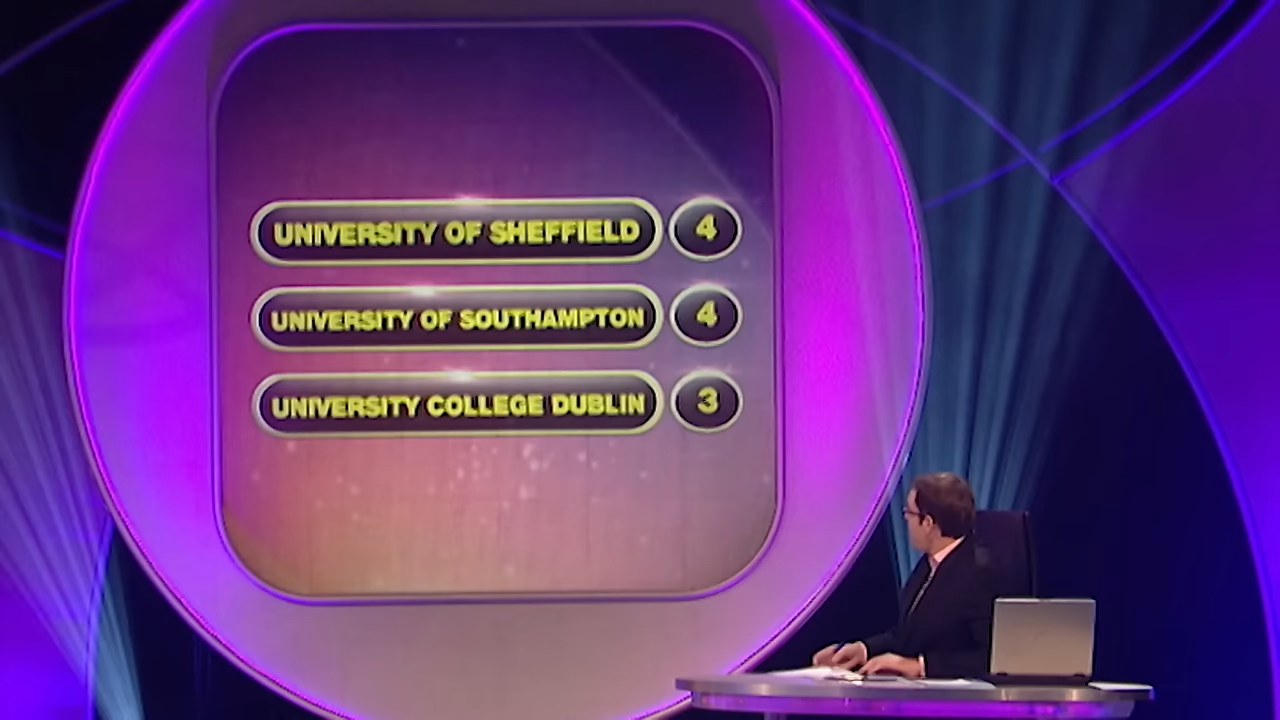 UNIVERSITY OF SHEFFIELD 4
UNIVERSITY OF SOUTHAMPTON 4
UNIVERSITY COLLEGE DUBLIN 3